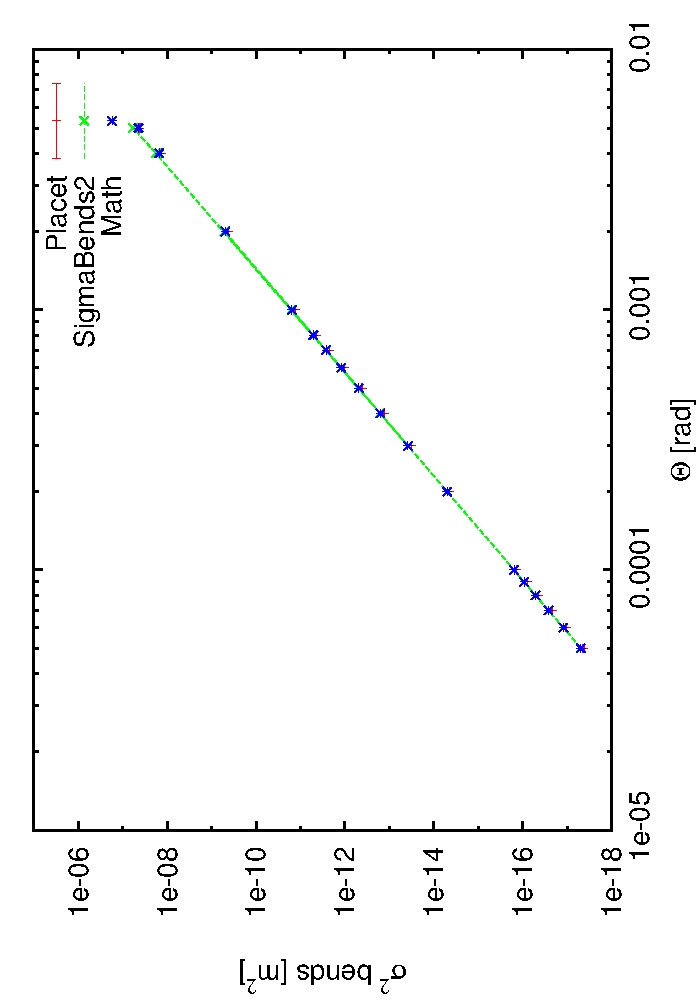 Placet
SigmaBends2
Math
1e-06
1e-08
1e-10
1e-12
1e-14
1e-16
1e-18
1e-05
0.0001
0.001
0.01
Θ [rad]
σ² bends [m²]